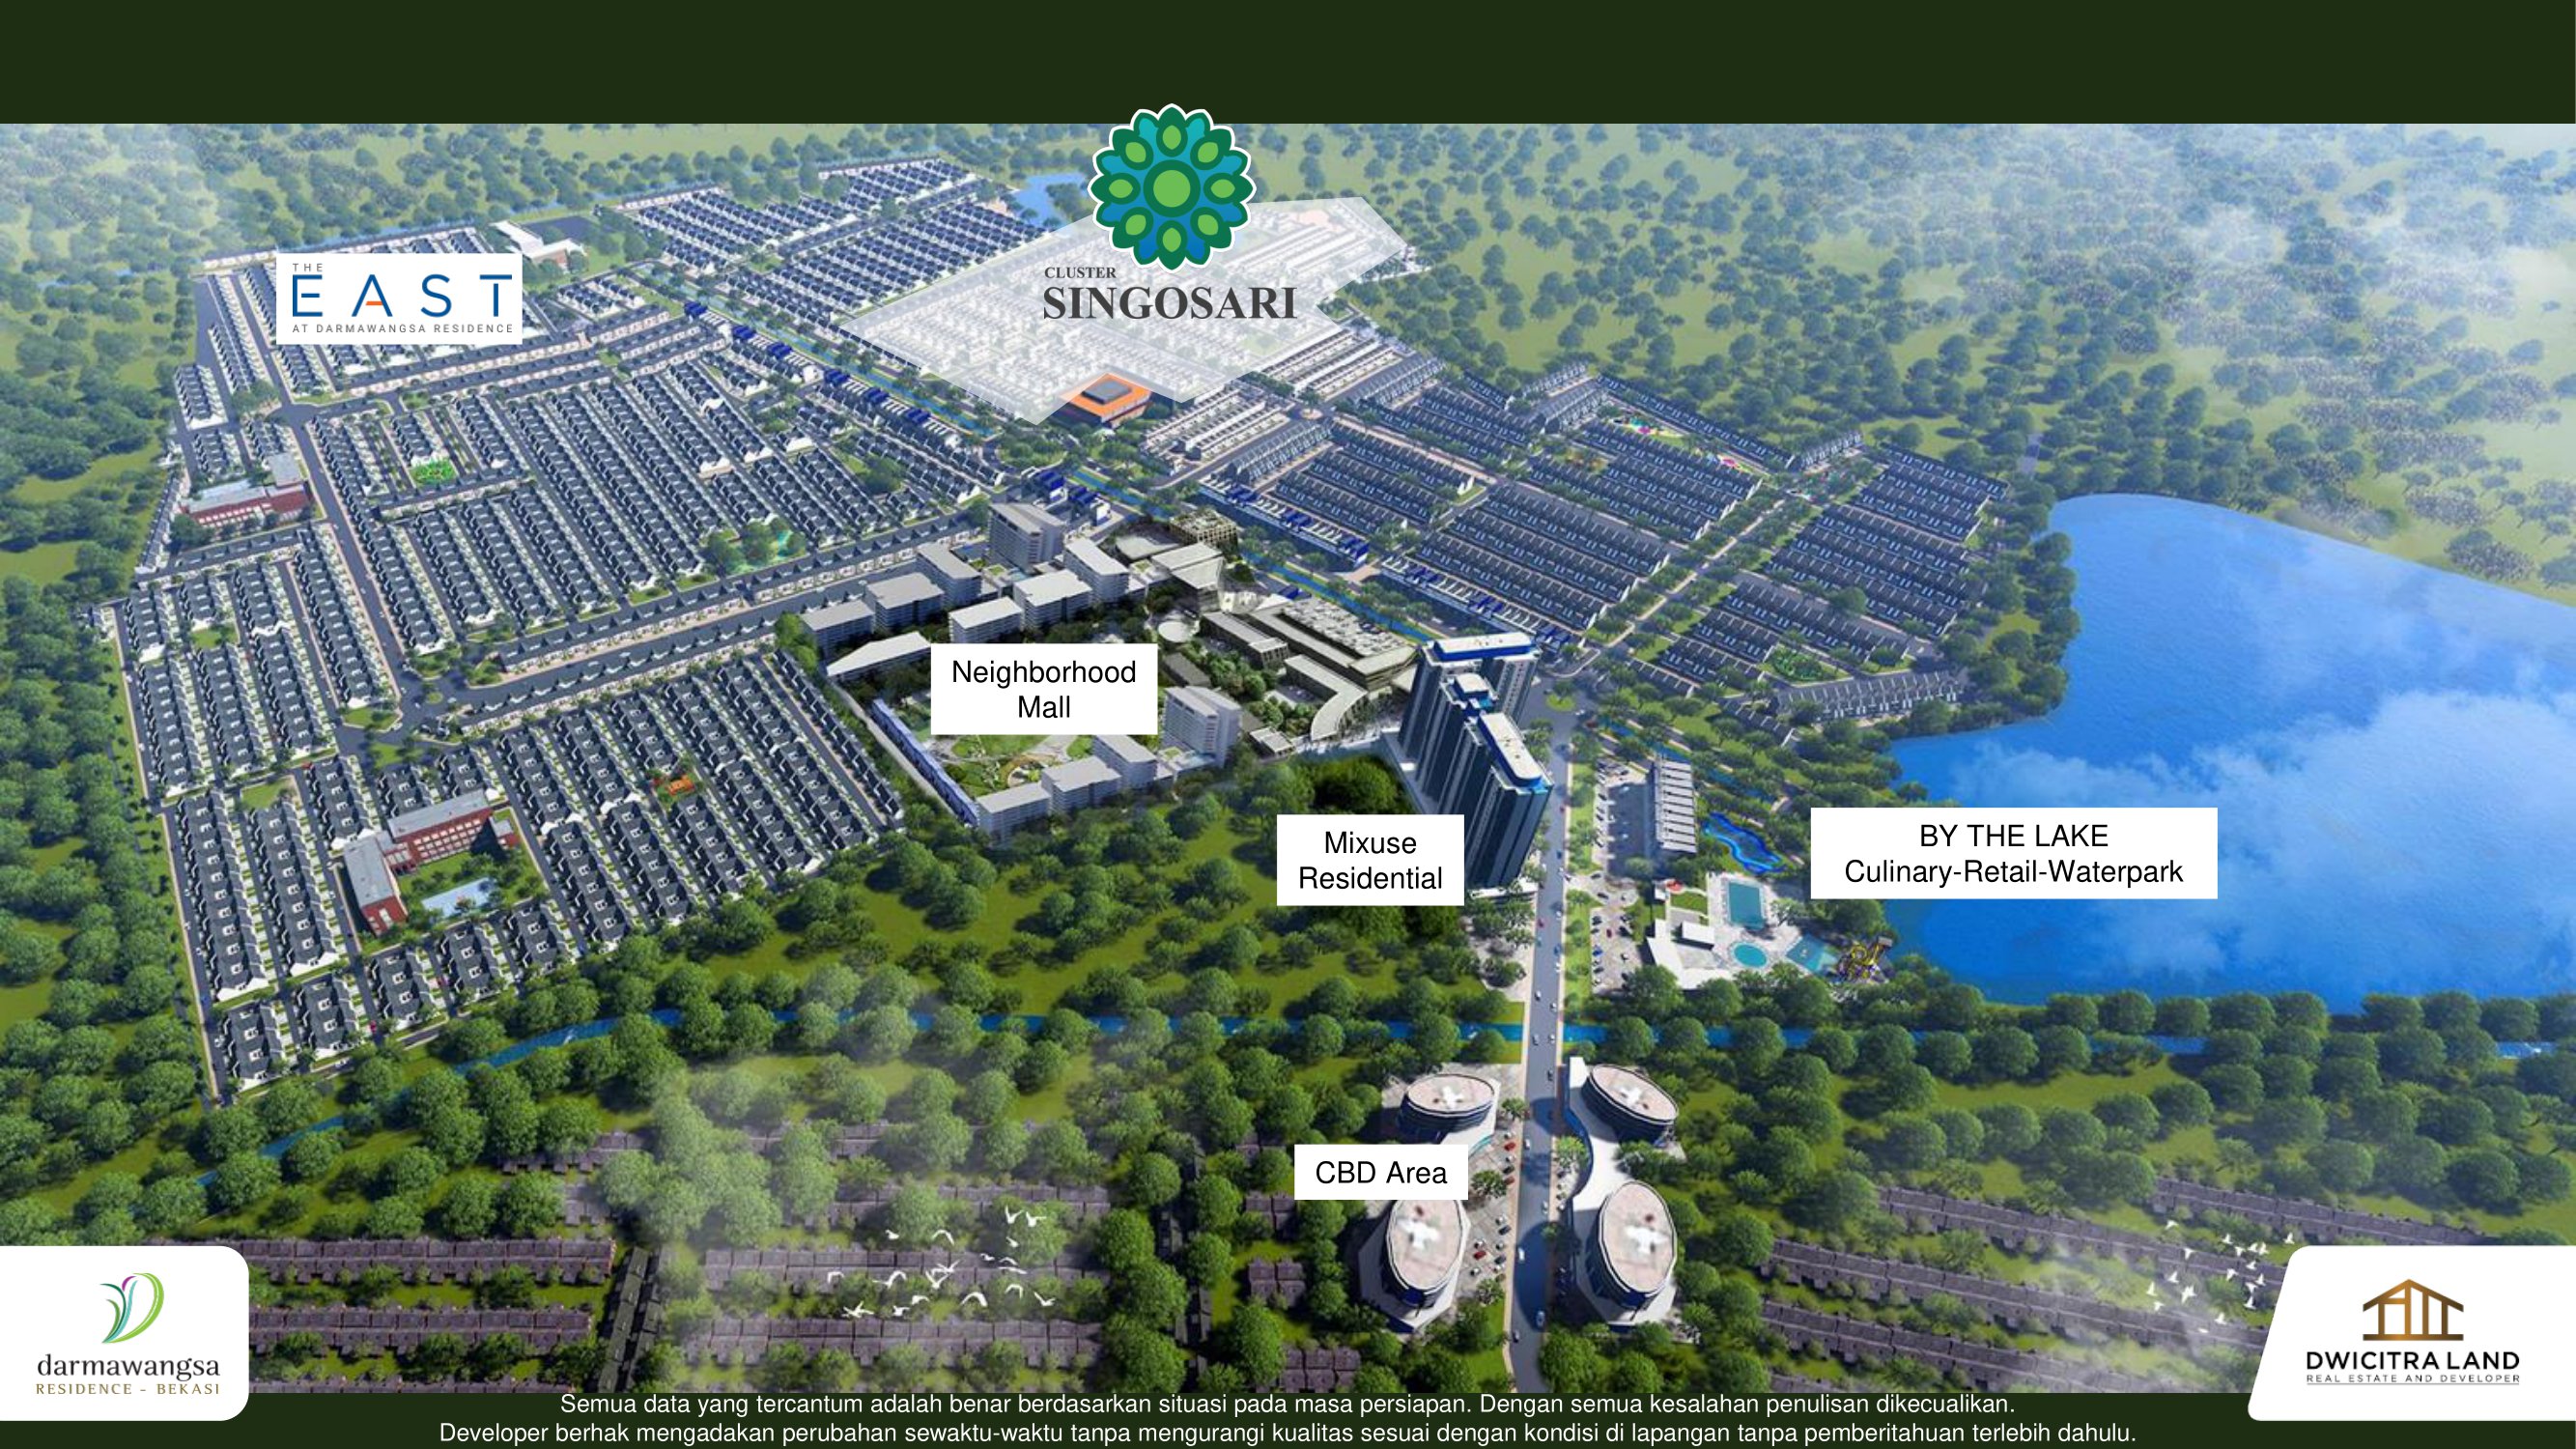 CLUSTER
SINGOSARI
THE
EAST
AT DARMAWANGSA RESIDENCE
Neighborhood
Mall
Mixuse
Residential
BY THE LAKE
Culinary-Retail-Waterpark
CBD Area
darmawangsa
RESIDENCE - BEKASI
DWICITRA LAND
REAL ESTATE AND DEVELOPER
Semua data yang tercantum adalah benar berdasarkan situasi pada masa persiapan. Dengan semua kesalahan penulisan dikecualikan.
Developer berhak mengadakan perubahan sewaktu-waktu tanpa mengurangi kualitas sesuai dengan kondisi di lapangan tanpa pemberitahuan terlebih dahulu.